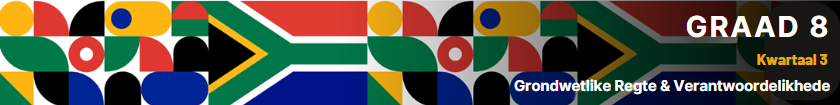 GRAAD 8
Kwartaal 3
Grondwetlike Regte & Verantwoordelikhede